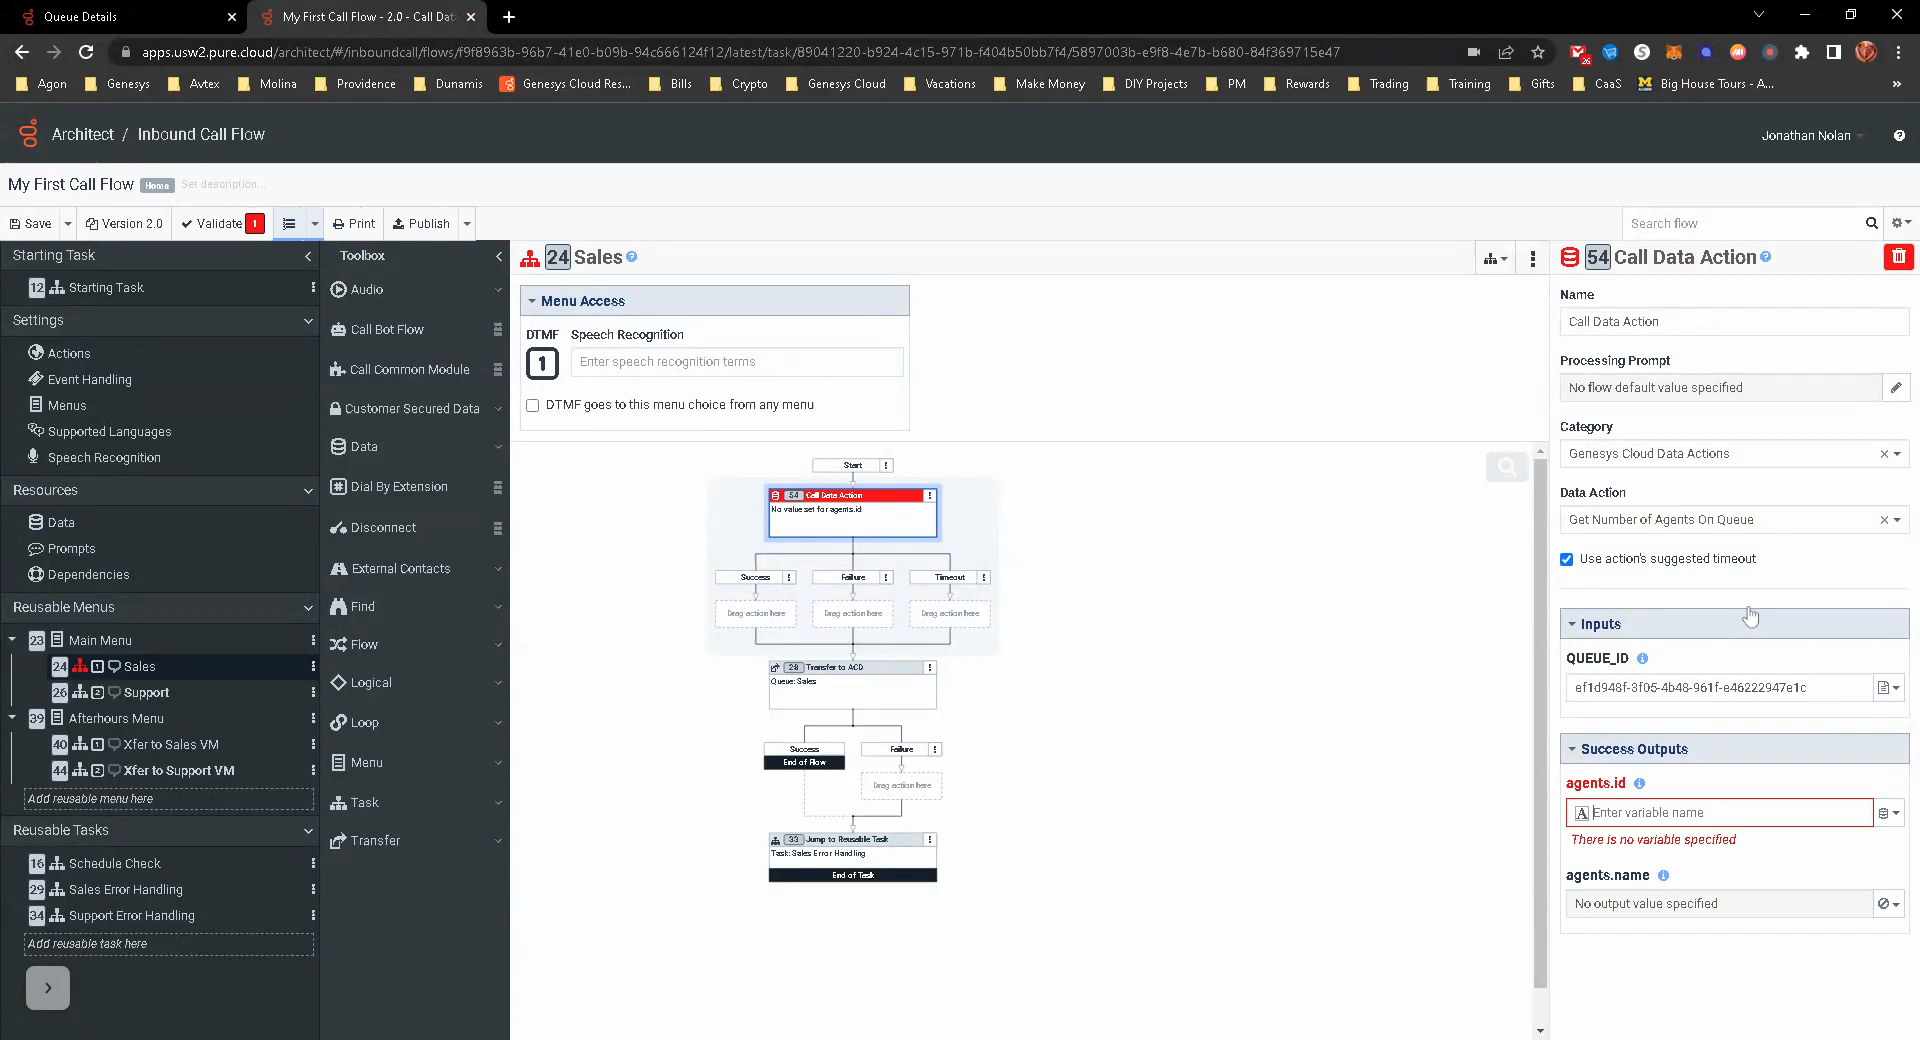 Queue Details
My First Call Flow - 2.0 - Call Dat
apps.usw2.pure.cloud/architect/#/inboundcall/flows/f9f8963b-96b7-41e0-b09b-94c666124f12/latest/task/89041220-b924-4c15-971b-f404b50bb7f4/5897003b-e9f8-4e7b-b680-84f369715e47
26
Agon Genesys Avtex Molina Providence Dunamis Genesys Cloud Res... Bills Crypto Genesys Cloud Vacations Make Money DIY Projects PM Rewards Trading Training Gifts CaaS Big House Tours - A...
Architect / Inbound Call Flow
Jonathan Nolan
My First Call Flow Home Set description...
Save Version 2.0 Validate 1 Print Publish
Search flow
Starting Task
12 Starting Task
Settings
Actions
Event Handling
Menus
Supported Languages
Speech Recognition
Resources
Data
Prompts
Dependencies
Reusable Menus
23 Main Menu
24 1 Sales
26 2 Support
39 Afterhours Menu
40 1 Xfer to Sales VM
44 2 Xfer to Support VM
Add reusable menu here
Reusable Tasks
16 Schedule Check
29 Sales Error Handling
34 Support Error Handling
Add reusable task here
Toolbox
Audio
Call Bot Flow
Call Common Module
Customer Secured Data
Data
Dial By Extension
Disconnect
External Contacts
Find
Flow
Logical
Loop
Menu
Task
Transfer
24 Sales
Menu Access
DTMF Speech Recognition
1 Enter speech recognition terms
DTMF goes to this menu choice from any menu
Start
54 Call Data Action
No value set for agents.id
Success Failure Timeout
Drag action here Drag action here Drag action here
28 Transfer to ACD
Queue: Sales
Success Failure
End of Flow
Drag action here
33 Jump to Reusable Task
Task: Sales Error Handling
End of Task
54 Call Data Action
Name
Call Data Action
Processing Prompt
No flow default value specified
Category
Genesys Cloud Data Actions
Data Action
Get Number of Agents On Queue
Use action's suggested timeout
Inputs
QUEUE_ID
ef1d948f-3f05-4b48-961f-e46222947e1c
Success Outputs
agents.id
A Enter variable name
There is no variable specified
agents.name
No output value specified